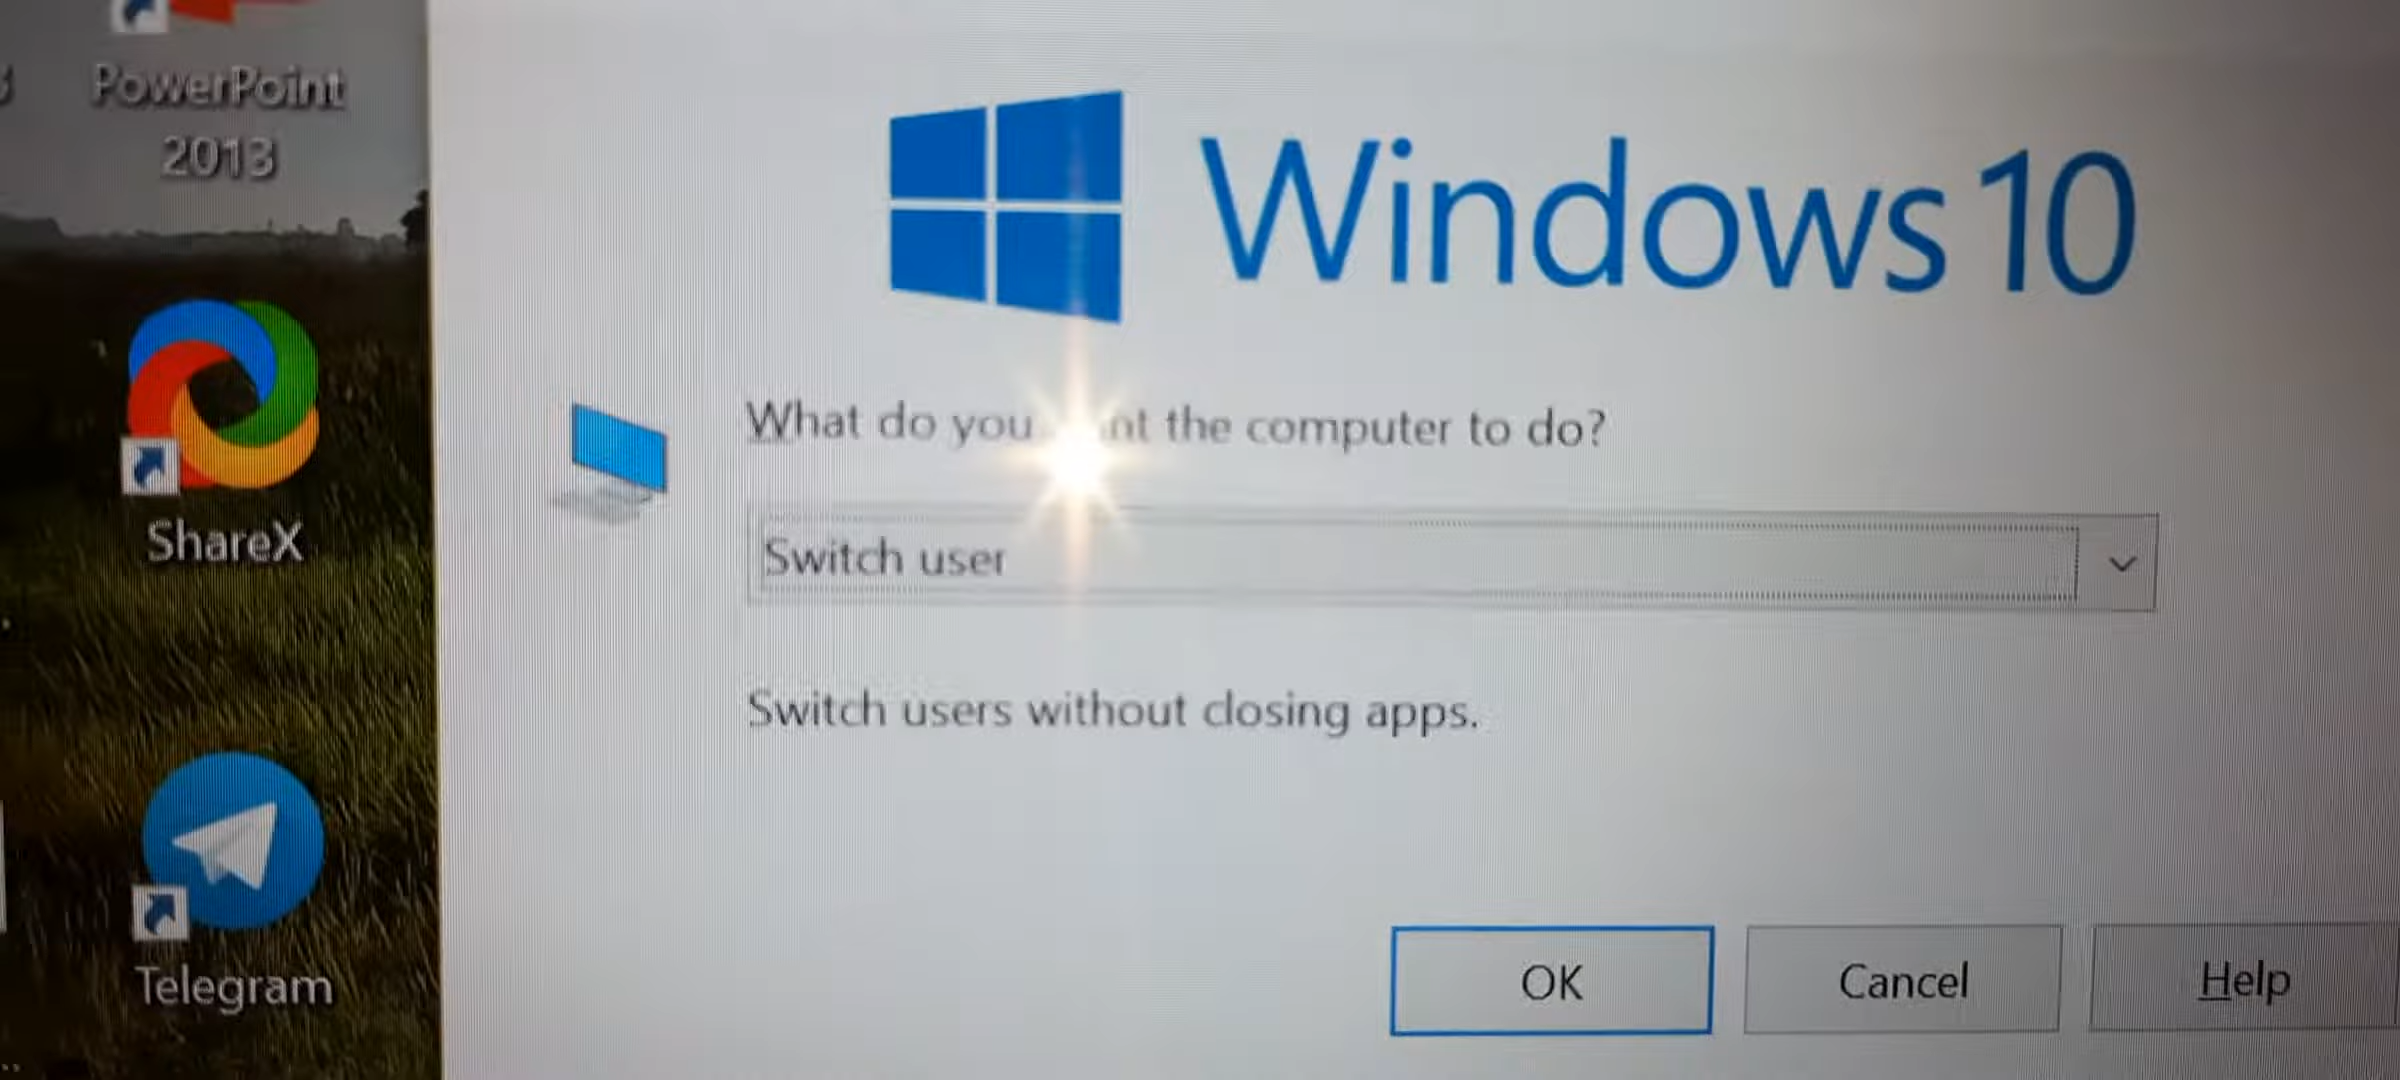 PowerPoint
2013
ShareX
Telegram
Windows 10
What do you the computer to do?
Switch user
Switch users without closing apps.
OK
Cancel
Help